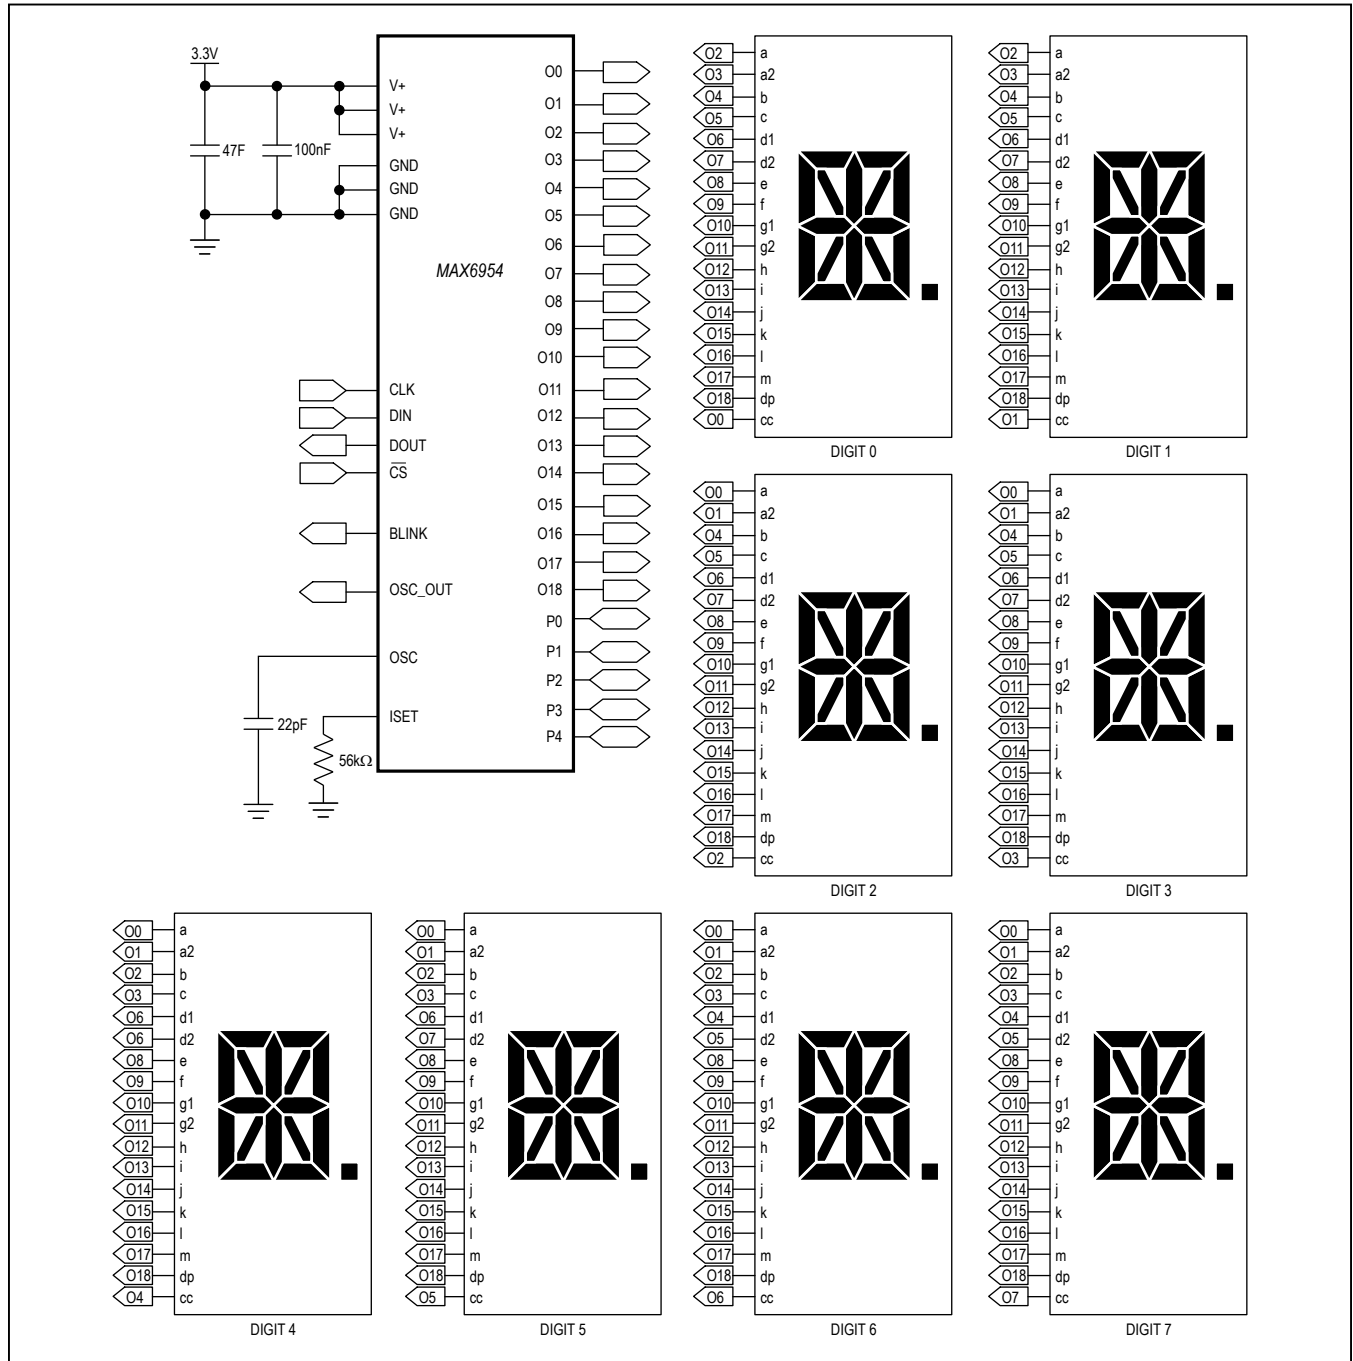 3.3V
47F
100nF
V+
V+
V+
GND
GND
GND
MAX6954
CLK
DIN
DOUT
CS
BLINK
OSC_OUT
OSC
ISET
22pF
56kΩ
O0
O1
O2
O3
O4
O5
O6
O7
O8
O9
O10
O11
O12
O13
O14
O15
O16
O17
O18
P0
P1
P2
P3
P4
O2 a
O3 a2
O4 b
O5 c
O6 d1
O7 d2
O8 e
O9 f
O10 g1
O11 g2
O12 h
O13 i
O14 j
O15 k
O16 l
O17 m
O18 dp
O0 cc
DIGIT 0
O2 a
O3 a2
O4 b
O5 c
O6 d1
O7 d2
O8 e
O9 f
O10 g1
O11 g2
O12 h
O13 i
O14 j
O15 k
O16 l
O17 m
O18 dp
O1 cc
DIGIT 1
O0 a
O1 a2
O4 b
O5 c
O6 d1
O7 d2
O8 e
O9 f
O10 g1
O11 g2
O12 h
O13 i
O14 j
O15 k
O16 l
O17 m
O18 dp
O2 cc
DIGIT 2
O0 a
O1 a2
O4 b
O5 c
O6 d1
O7 d2
O8 e
O9 f
O10 g1
O11 g2
O12 h
O13 i
O14 j
O15 k
O16 l
O17 m
O18 dp
O3 cc
DIGIT 3
O0 a
O1 a2
O2 b
O3 c
O6 d1
O6 d2
O8 e
O9 f
O10 g1
O11 g2
O12 h
O13 i
O14 j
O15 k
O16 l
O17 m
O18 dp
O4 cc
DIGIT 4
O0 a
O1 a2
O2 b
O3 c
O6 d1
O7 d2
O8 e
O9 f
O10 g1
O11 g2
O12 h
O13 i
O14 j
O15 k
O16 l
O17 m
O18 dp
O5 cc
DIGIT 5
O0 a
O1 a2
O2 b
O3 c
O4 d1
O5 d2
O8 e
O9 f
O10 g1
O11 g2
O12 h
O13 i
O14 j
O15 k
O16 l
O17 m
O18 dp
O6 cc
DIGIT 6
O0 a
O1 a2
O2 b
O3 c
O4 d1
O5 d2
O8 e
O9 f
O10 g1
O11 g2
O12 h
O13 i
O14 j
O15 k
O16 l
O17 m
O18 dp
O7 cc
DIGIT 7